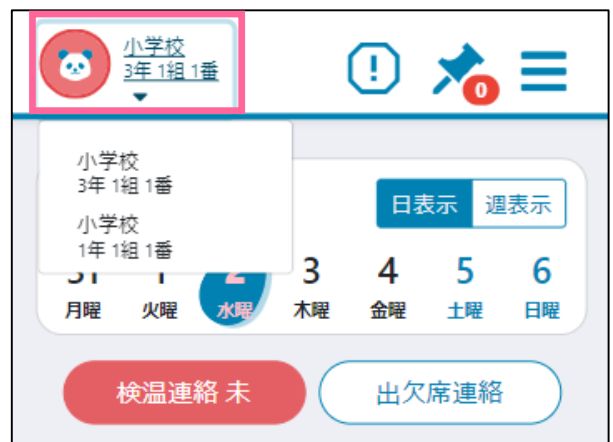 小学校
3年 1組 1番
0
小学校
3年 1組 1番
小学校
1年 1組 1番
日表示 週表示
31 1 2 3 4 5 6
月曜 火曜 水曜 木曜 金曜 土曜 日曜
検温連絡 未 出欠席連絡